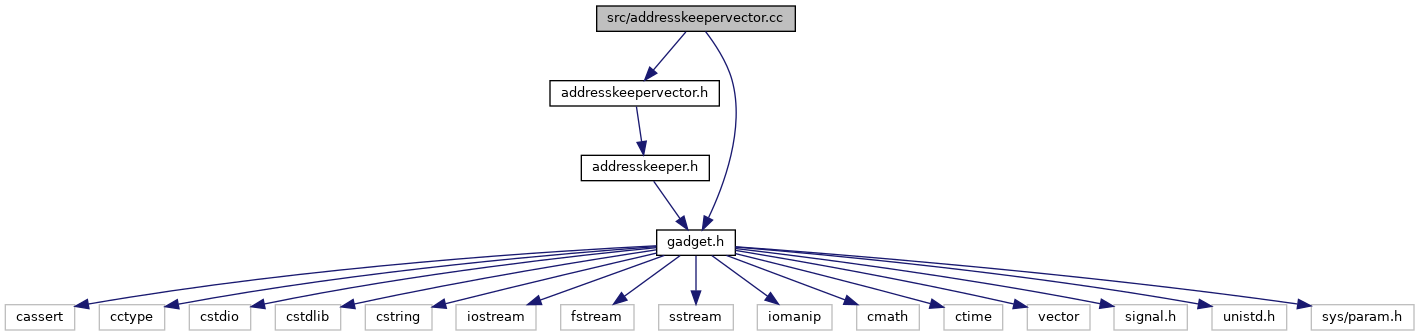 src/addresskeepervector.cc
addresskeepervector.h
addresskeeper.h
gadget.h
cassert
cctype
cstdio
cstdlib
cstring
iostream
fstream
sstream
iomanip
cmath
ctime
vector
signal.h
unistd.h
sys/param.h